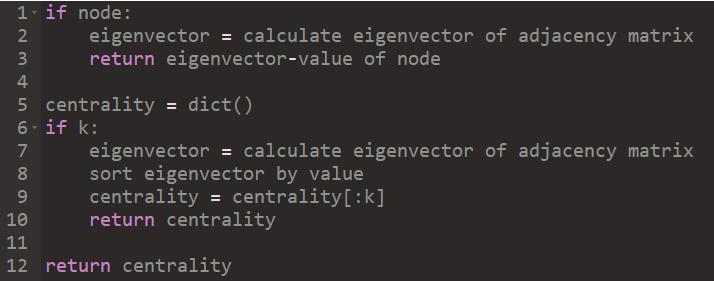 1 if node:
2     eigenvector = calculate eigenvector of adjacency matrix
3     return eigenvector-value of node
4
5 centrality = dict()
6 if k:
7     eigenvector = calculate eigenvector of adjacency matrix
8     sort eigenvector by value
9     centrality = centrality[:k]
10     return centrality
11
12 return centrality